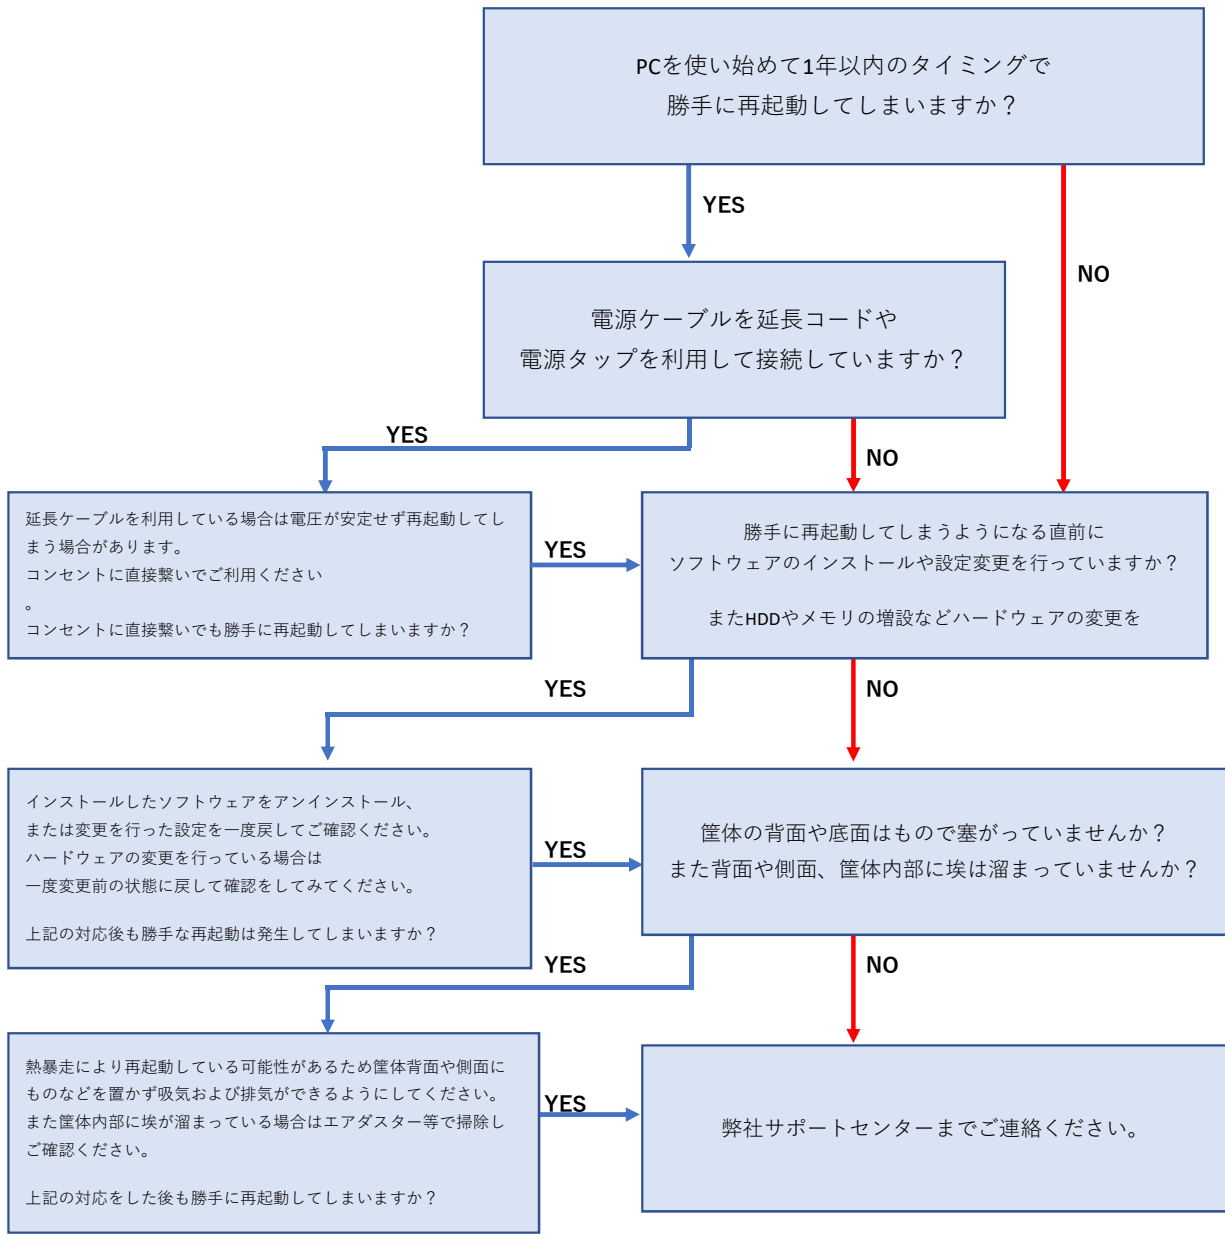 PCを使い始めて1年以内のタイミングで
勝手に再起動してしまいますか？
YES
NO
電源ケーブルを延長コードや
電源タップを利用して接続していますか？
YES
NO
延長ケーブルを利用している場合は電圧が安定せず再起動してし
まう場合があります。
コンセントに直接繋いでご利用ください
。
コンセントに直接繋いでも勝手に再起動してしまいますか？
YES
勝手に再起動してしまうようになる直前に
ソフトウェアのインストールや設定変更を行っていますか？
またHDDやメモリの増設などハードウェアの変更を
YES
NO
インストールしたソフトウェアをアンインストール、
または変更を行った設定を一度戻してご確認ください。
ハードウェアの変更を行っている場合は
一度変更前の状態に戻して確認をしてみてください。
上記の対応後も勝手な再起動は発生してしまいますか？
YES
筐体の背面や底面はもので塞がっていませんか？
また背面や側面、筐体内部に埃は溜まっていませんか？
YES
NO
熱暴走により再起動している可能性があるため筐体背面や側面に
ものなどを置かず吸気および排気ができるようにしてください。
また筐体内部に埃が溜まっている場合はエアダスター等で掃除し
ご確認ください。
上記の対応をした後も勝手に再起動してしまいますか？
YES
弊社サポートセンターまでご連絡ください。